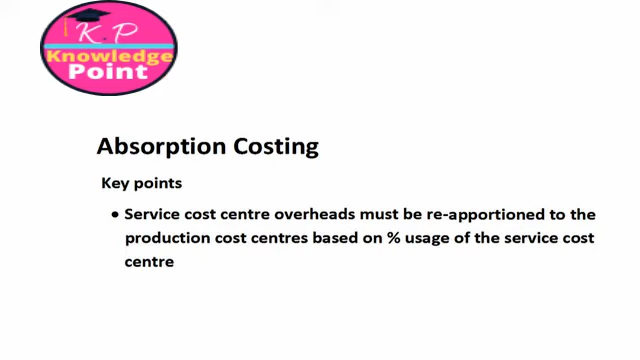 K.P
Knowledge
Point
Absorption Costing
Key points
• Service cost centre overheads must be re-apportioned to the
production cost centres based on % usage of the service cost
centre